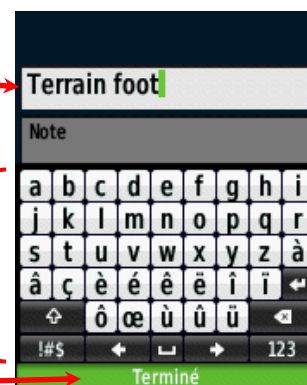 Terrain foot
Note
a b c d e f g h i
j k l m n o p q r
s t u v w x y z à
â ç è é ê ë î ï
ô œ ù û ü
!#$ 123
Terminé